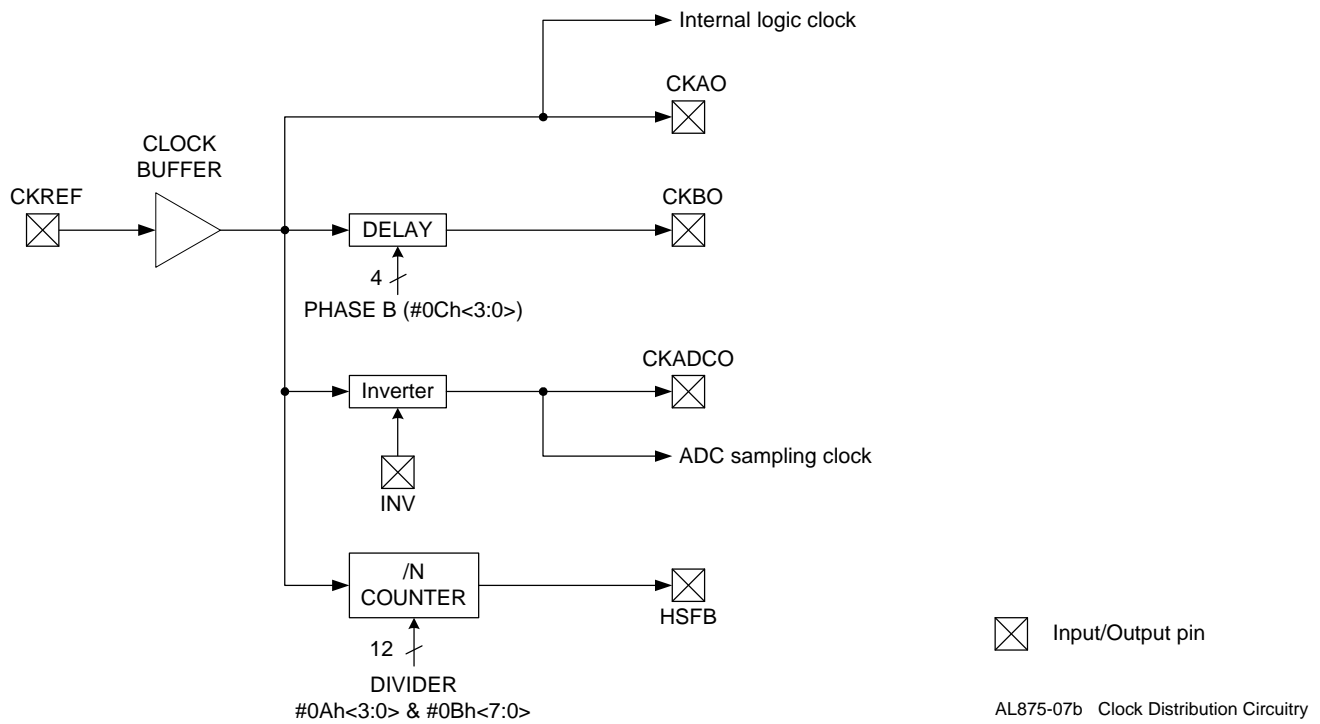 Internal logic clock
CKAO
CLOCK
BUFFER
CKREF
CKBO
DELAY
4
PHASE B (#0Ch<3:0>)
CKADCO
Inverter
ADC sampling clock
INV
/N
COUNTER
HSFB
12
DIVIDER
#0Ah<3:0> & #0Bh<7:0>
Input/Output pin
AL875-07b Clock Distribution Circuitry